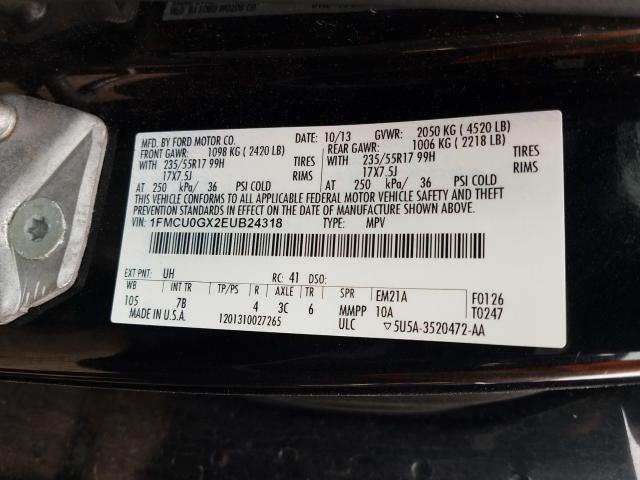 MFD. BY FORD MOTOR CO. 10/13 GVWR: 2050 KG ( 4520 LB)
FRONT GAWR: 1098 KG ( 2420 LB) REAR GAWR: 1006 KG ( 2218 LB)
WITH 235/55R17 99H TIRES WITH 235/55R17 99H TIRES
17X7.5J RIMS 17X7.5J RIMS
AT 250 kPa/ 36 PSI COLD AT 250 kPa/ 36 PSI COLD
THIS VEHICLE CONFORMS TO ALL APPLICABLE FEDERAL MOTOR VEHICLE SAFETY AND THEFT
PREVENTION STANDARDS IN EFFECT ON THE DATE OF MANUFACTURE SHOWN ABOVE.
VIN: 1FMCU0GX2EUB24318 TYPE: MPV
EXT PNT: UH RC: 41 DSO:
WB INT TR TP/PS R AXLE TR SPR EM21A F0126
105 7B 4 3C 6 MMPP 10A T0247
MADE IN U.S.A. 1201310027265 ULC ▽5U5A-3520472-AA